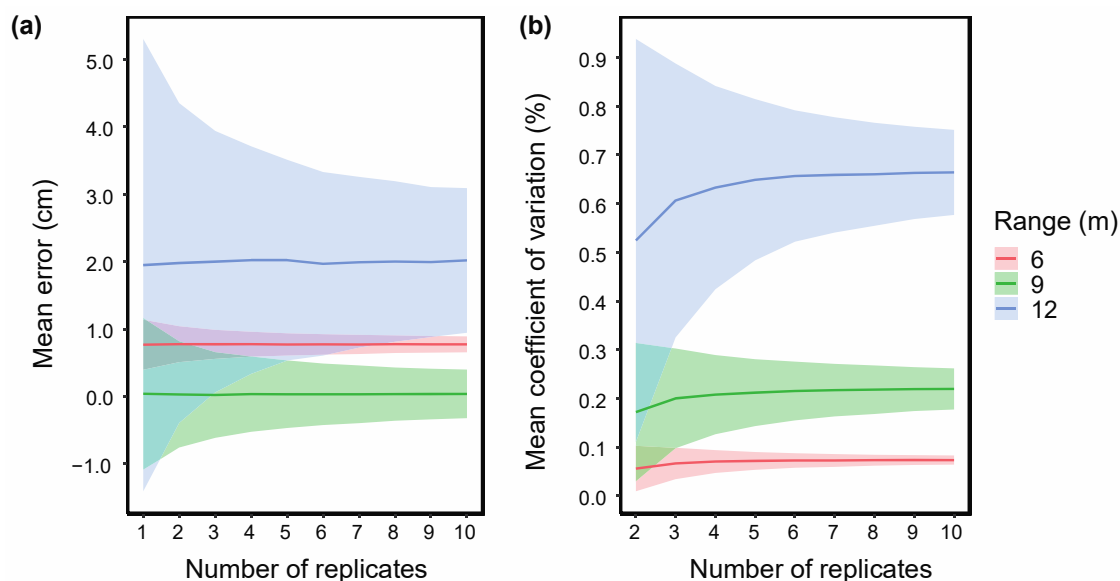 (a)
Mean error (cm)
5.0
4.0
3.0
2.0
1.0
0.0
−1.0
1 2 3 4 5 6 7 8 9 10
Number of replicates
(b)
Mean coefficient of variation (%)
0.9
0.8
0.7
0.6
0.5
0.4
0.3
0.2
0.1
0.0
2 3 4 5 6 7 8 9 10
Number of replicates
Range (m)
6
9
12